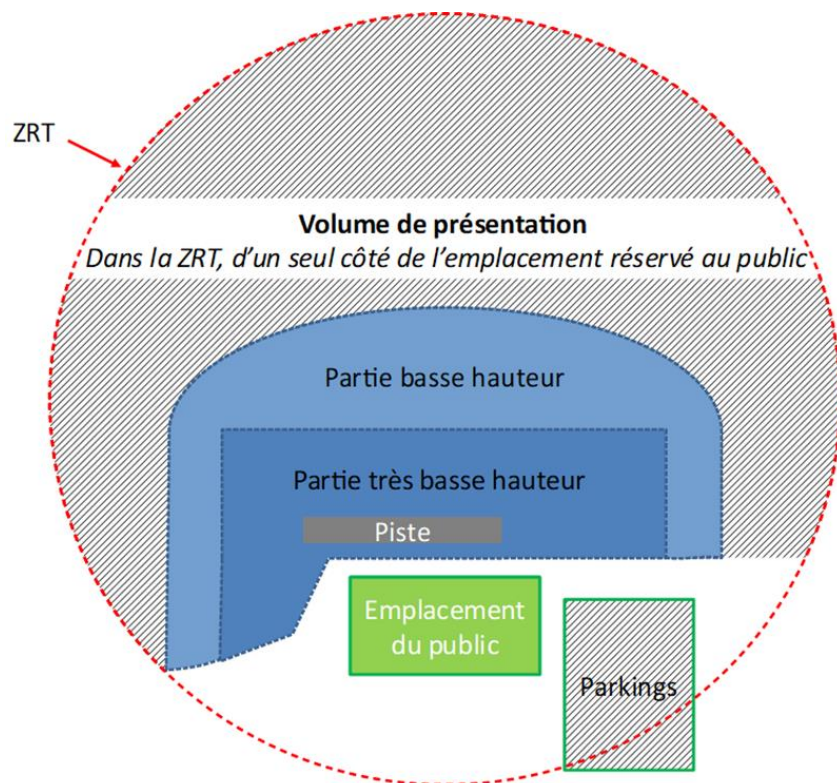 ZRT
Volume de présentation
Dans la ZRT, d’un seul côté de l’emplacement réservé au public
Partie basse hauteur
Partie très basse hauteur
Piste
Emplacement
du public
Parkings